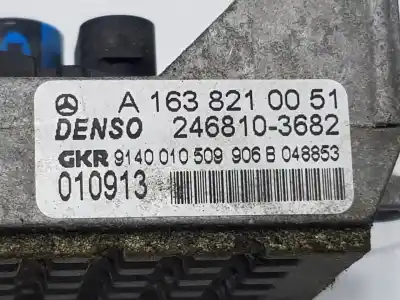 A 163 821 00 51
DENSO 246810-3682
GKR 9140 010 509 906 B 048853
010913